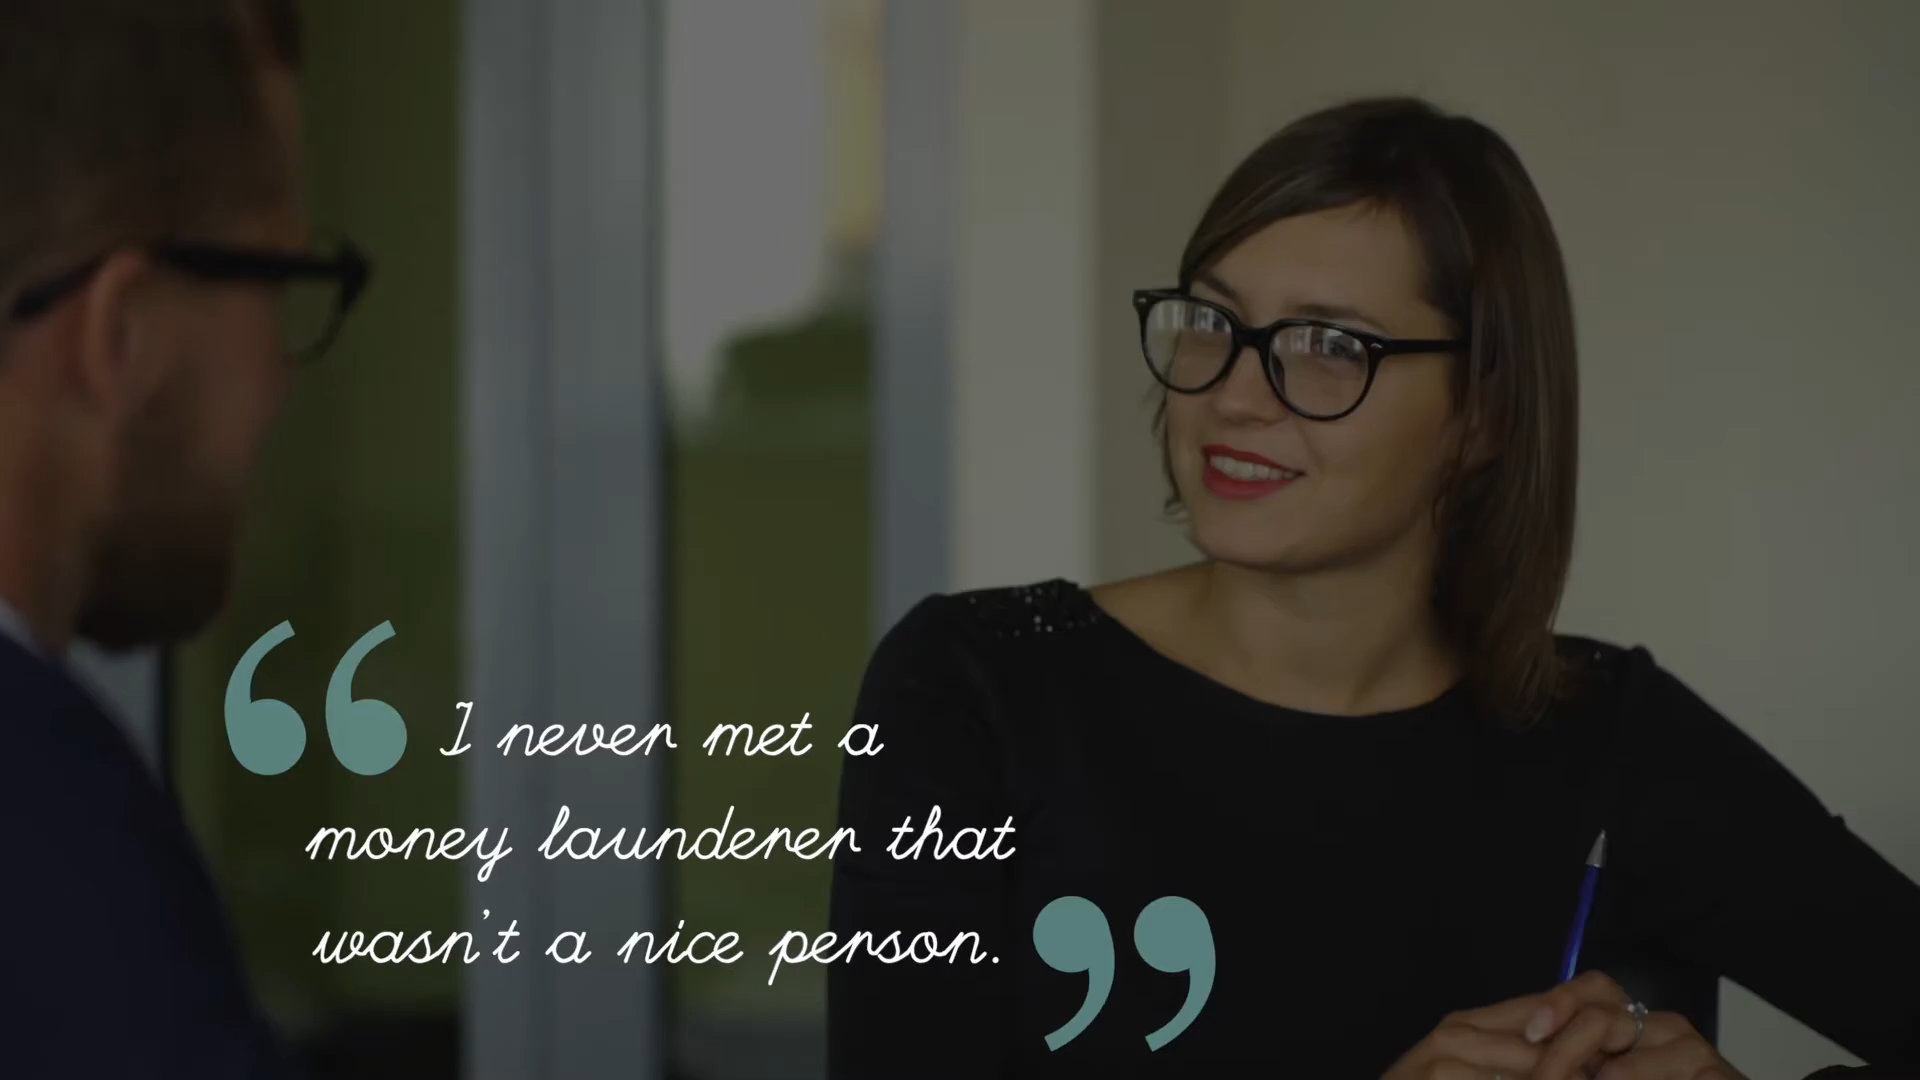 “I never met a
money launderer that
wasn't a nice person.”